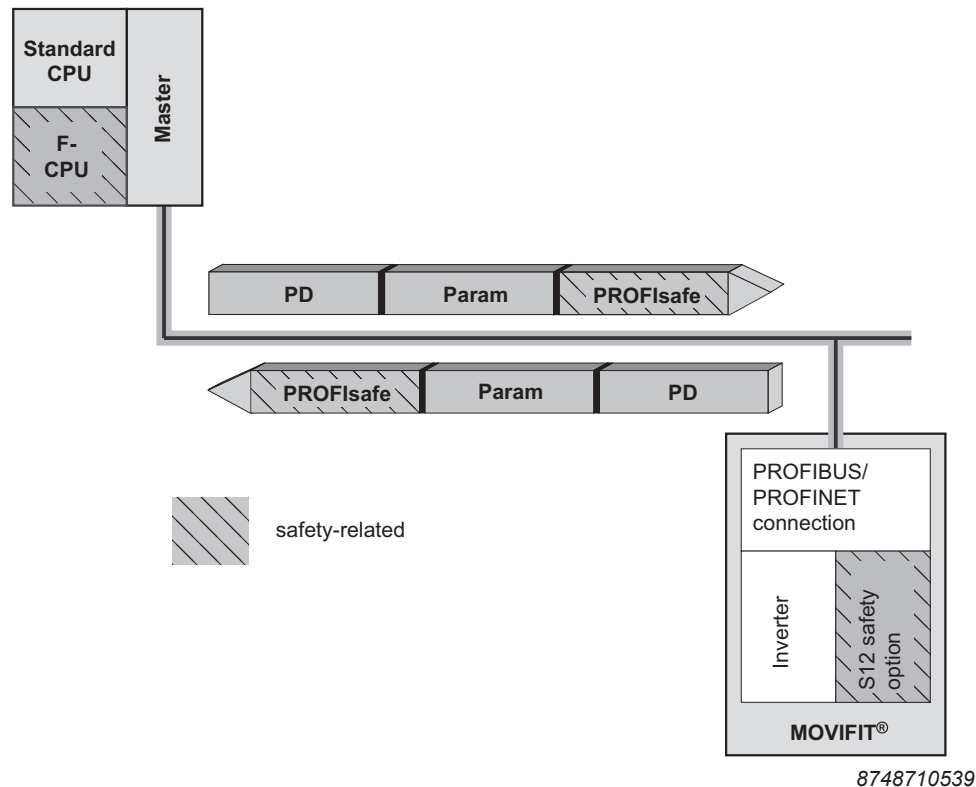 Standard
CPU
F-
CPU
Master
PD
Param
PROFIsafe
PROFIsafe
Param
PD
safety-related
PROFIBUS/
PROFINET
connection
Inverter
S12 safety
option
MOVIFIT®
8748710539